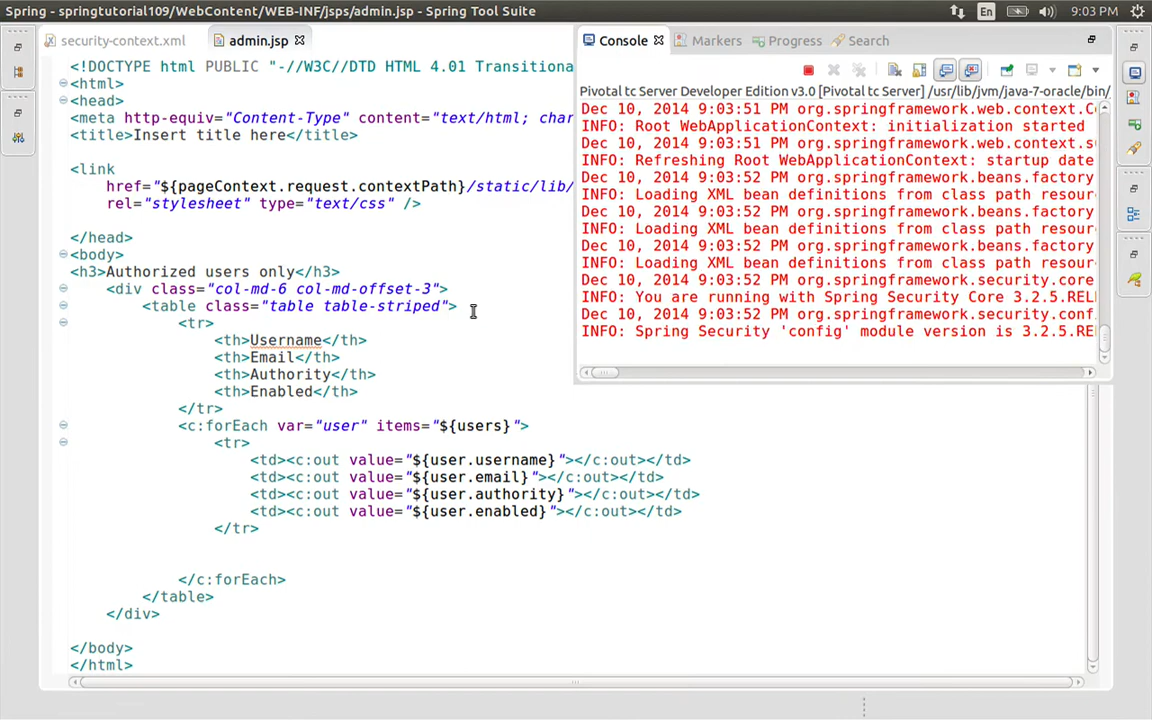 Spring - springtutorial109/WebContent/WEB-INF/jsps/admin.jsp - Spring Tool Suite
En
9:03 PM
security-context.xml
admin.jsp
<!DOCTYPE html PUBLIC "-//W3C//DTD HTML 4.01 Transitiona
<html>
<head>
<meta http-equiv="Content-Type" content="text/html; char
<title>Insert title here</title>
<link
href="${pageContext.request.contextPath}/static/lib/
rel="stylesheet" type="text/css" />
</head>
<body>
<h3>Authorized users only</h3>
<div class="col-md-6 col-md-offset-3">
<table class="table table-striped">
<tr>
<th>Username</th>
<th>Email</th>
<th>Authority</th>
<th>Enabled</th>
</tr>
<c:forEach var="user" items="${users}">
<tr>
<td><c:out value="${user.username}"></c:out></td>
<td><c:out value="${user.email}"></c:out></td>
<td><c:out value="${user.authority}"></c:out></td>
<td><c:out value="${user.enabled}"></c:out></td>
</tr>
</c:forEach>
</table>
</div>
</body>
</html>
Console
Markers
Progress
Search
Pivotal tc Server Developer Edition v3.0 [Pivotal tc Server] /usr/lib/jvm/java-7-oracle/bin/
Dec 10, 2014 9:03:51 PM org.springframework.web.context.C
INFO: Root WebApplicationContext: initialization started
Dec 10, 2014 9:03:51 PM org.springframework.web.context.su
INFO: Refreshing Root WebApplicationContext: startup date
Dec 10, 2014 9:03:52 PM org.springframework.beans.factory
INFO: Loading XML bean definitions from class path resour
Dec 10, 2014 9:03:52 PM org.springframework.beans.factory
INFO: Loading XML bean definitions from class path resour
Dec 10, 2014 9:03:52 PM org.springframework.beans.factory
INFO: Loading XML bean definitions from class path resour
Dec 10, 2014 9:03:52 PM org.springframework.security.core
INFO: You are running with Spring Security Core 3.2.5.REL
Dec 10, 2014 9:03:52 PM org.springframework.security.conf
INFO: Spring Security 'config' module version is 3.2.5.RE